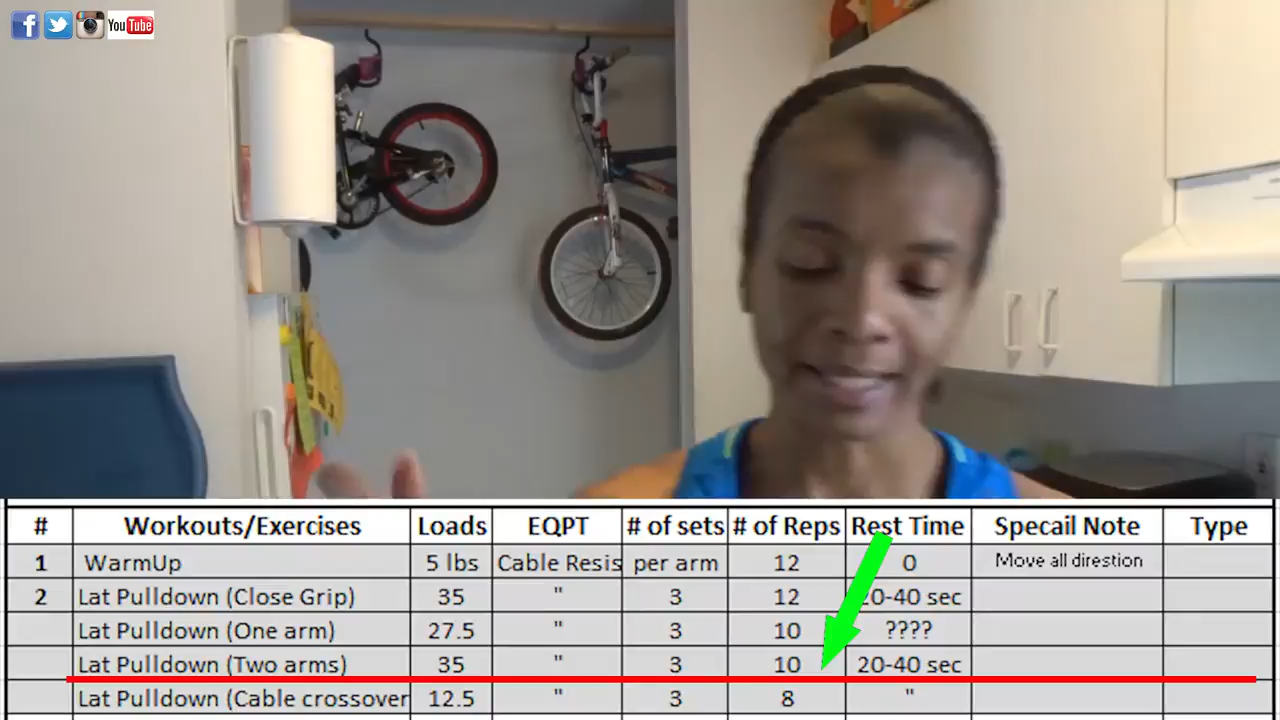 f You Tube
# Workouts/Exercises Loads EQPT # of sets # of Reps Rest Time Specail Note Type
1 WarmUp 5 lbs Cable Resis per arm 12 0 Move all direction
2 Lat Pulldown (Close Grip) 35 " 3 12 20-40 sec
Lat Pulldown (One arm) 27.5 " 3 10 ????
Lat Pulldown (Two arms) 35 " 3 10 20-40 sec
Lat Pulldown (Cable crossover 12.5 " 3 8 "